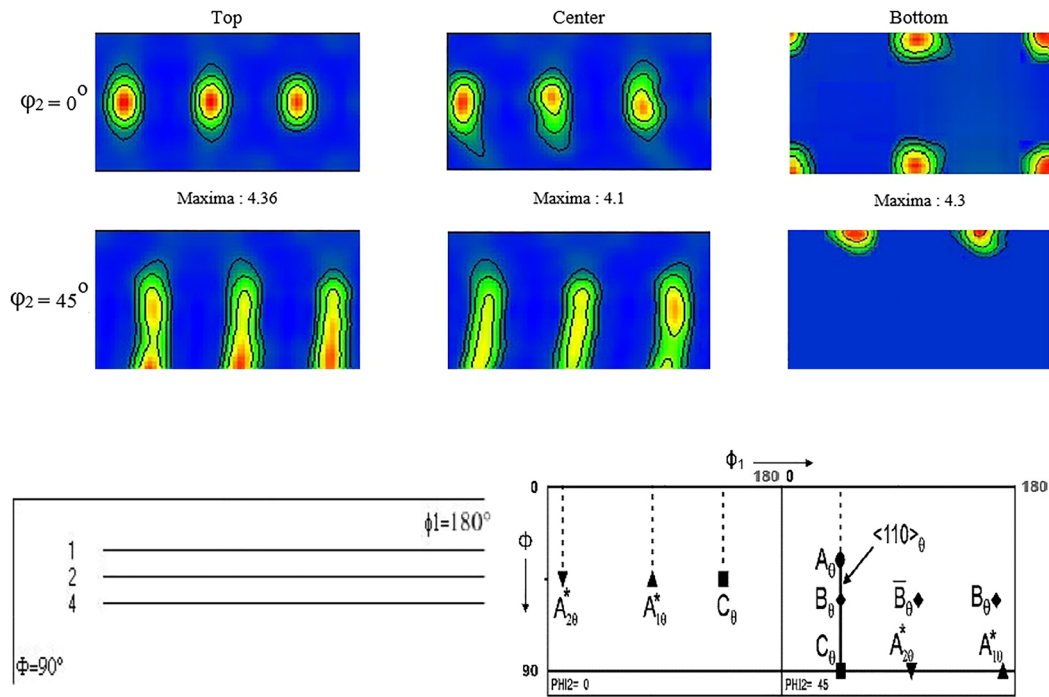 Top Center Bottom
φ2 = 0°
Maxima : 4.36 Maxima : 4.1 Maxima : 4.3
φ2 = 45°
ϕ1=180°
1
2
4
Φ=90°
Φ1
0 180 0 180
Φ
<110>θ
Aθ
A*2θ A*1θ Cθ Bθ B̄θ Bθ
Cθ A*2θ A*1θ
90
PHI2= 0 PHI2= 45